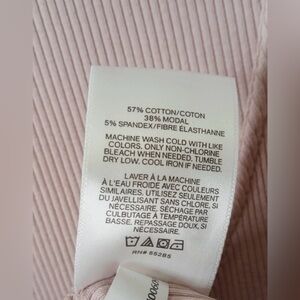 57% COTTON/COTON
38% MODAL
5% SPANDEX/FIBRE ÉLASTHANNE
MACHINE WASH COLD WITH LIKE
COLORS. ONLY NON-CHLORINE
BLEACH WHEN NEEDED. TUMBLE
DRY LOW. COOL IRON IF NEEDED.
LAVER À LA MACHINE
À L'EAU FROIDE AVEC COULEURS
SIMILAIRES. UTILISEZ SEULEMENT
DU JAVELLISANT SANS CHLORE, SI
NÉCESSAIRE. SÉCHAGE PAR
CULBUTAGE À TEMPÉRATURE
BASSE. REPASSAGE DOUX, SI
NÉCESSAIRE.
RN# 55285